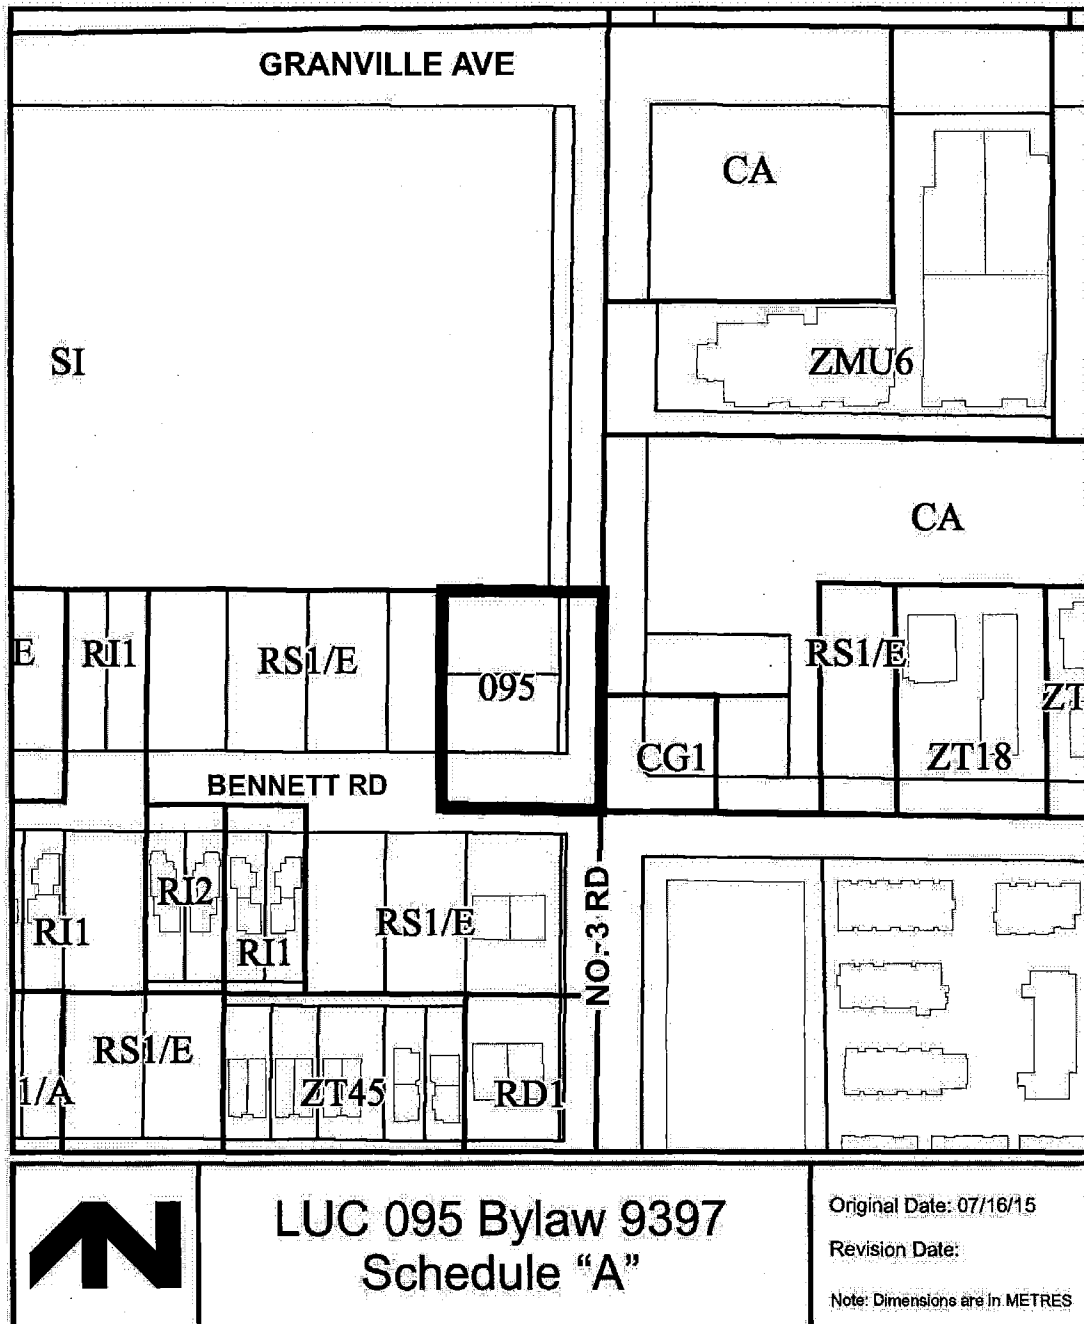 GRANVILLE AVE
CA
SI
ZMU6
CA
E
RI1
RS1/E
095
RS1/E
ZT
CG1
ZT18
BENNETT RD
RI2
RI1
RI1
RS1/E
NO. 3 RD
RS1/E
1/A
ZT45
RD1
LUC 095 Bylaw 9397
Schedule “A”
Original Date: 07/16/15
Revision Date:
Note: Dimensions are in METRES